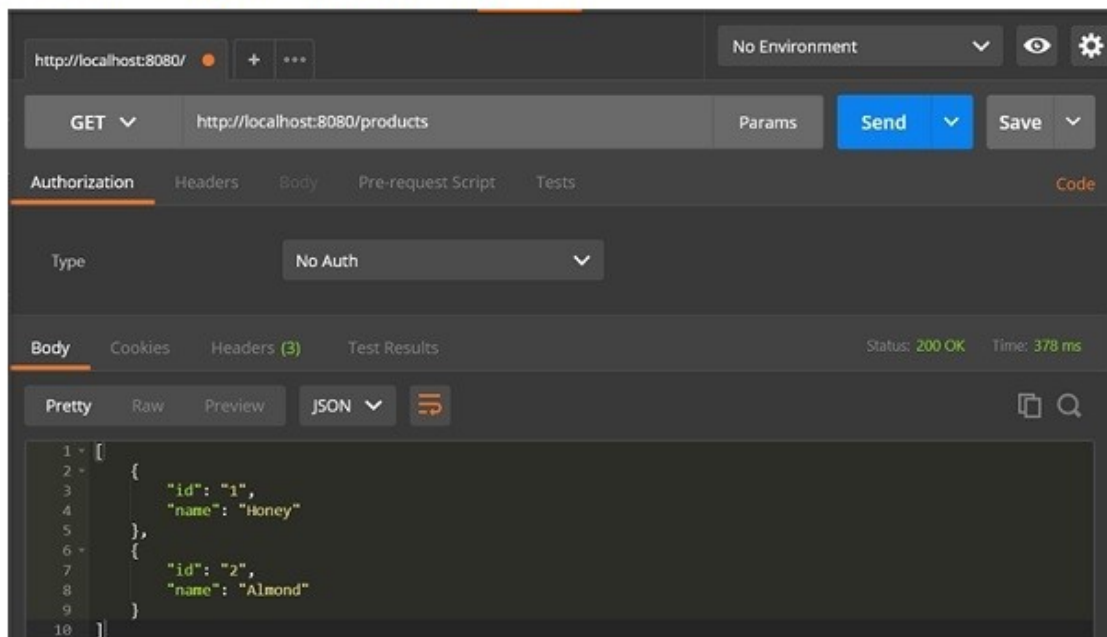 http://localhost:8080/ + ••• No Environment
GET http://localhost:8080/products Params Send Save
Authorization Headers Body Pre-request Script Tests Code
Type No Auth
Body Cookies Headers (3) Test Results Status: 200 OK Time: 378 ms
Pretty Raw Preview JSON
1 [
2 {
3 "id": "1",
4 "name": "Honey"
5 },
6 {
7 "id": "2",
8 "name": "Almond"
9 }
10 ]